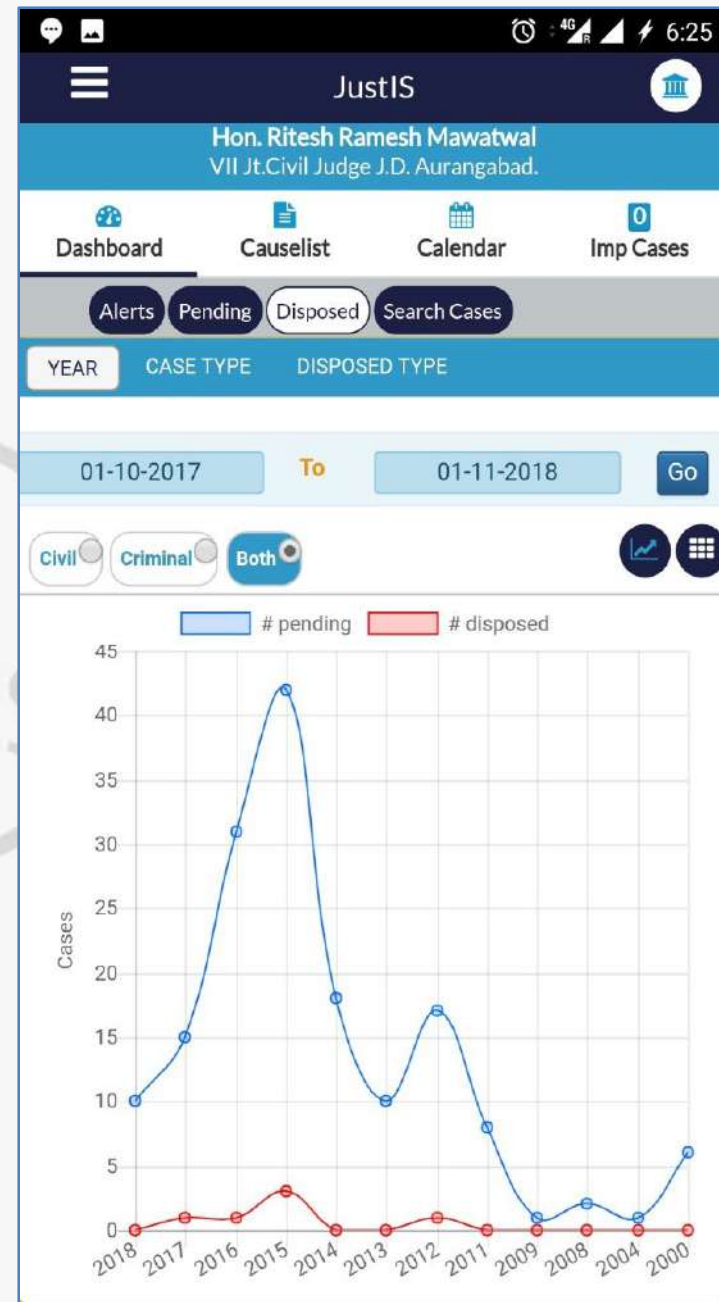 4G R 6:25
JustIS
Hon. Ritesh Ramesh Mawatwal
VII Jt.Civil Judge J.D. Aurangabad.
0
Dashboard Causelist Calendar Imp Cases
Alerts Pending Disposed Search Cases
YEAR CASE TYPE DISPOSED TYPE
01-10-2017 To 01-11-2018 Go
Civil Criminal Both
# pending # disposed
45
40
35
30
25
20
15
10
5
0
Cases
2018 2017 2016 2015 2014 2013 2012 2011 2009 2008 2004 2000